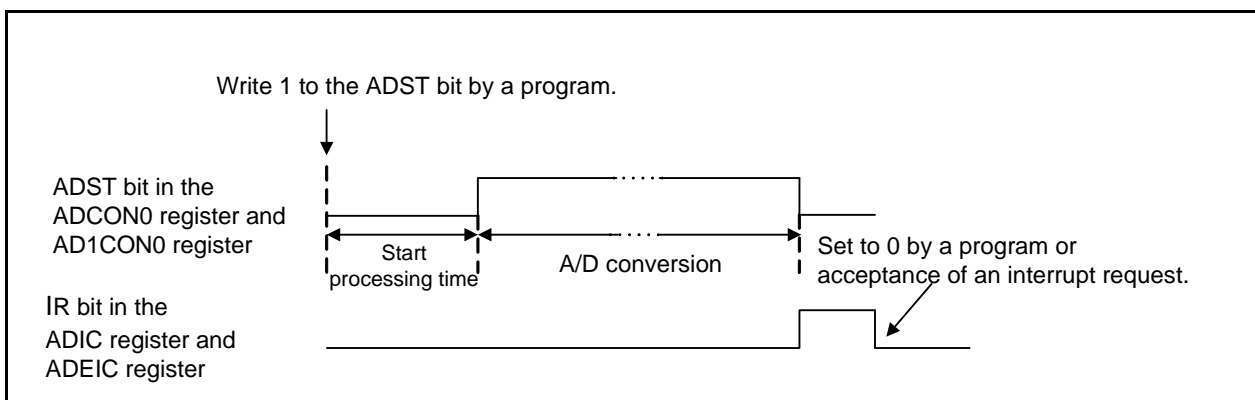 Write 1 to the ADST bit by a program.
ADST bit in the
ADCON0 register and
AD1CON0 register
Start
processing time
A/D conversion
Set to 0 by a program or
acceptance of an interrupt request.
IR bit in the
ADIC register and
ADEIC register